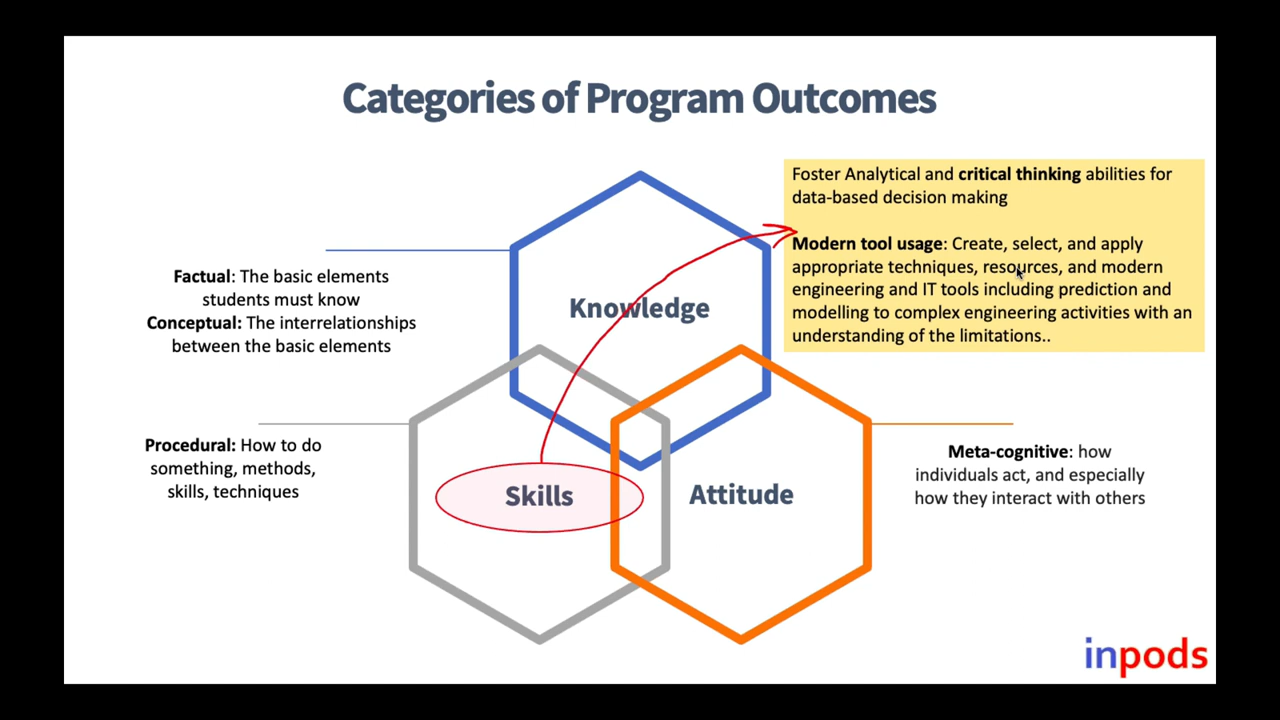 Categories of Program Outcomes
Foster Analytical and critical thinking abilities for
data-based decision making
Modern tool usage: Create, select, and apply
appropriate techniques, resources, and modern
engineering and IT tools including prediction and
modelling to complex engineering activities with an
understanding of the limitations..
Factual: The basic elements
students must know
Conceptual: The interrelationships
between the basic elements
Knowledge
Procedural: How to do
something, methods,
skills, techniques
Skills
Attitude
Meta-cognitive: how
individuals act, and especially
how they interact with others
inpods